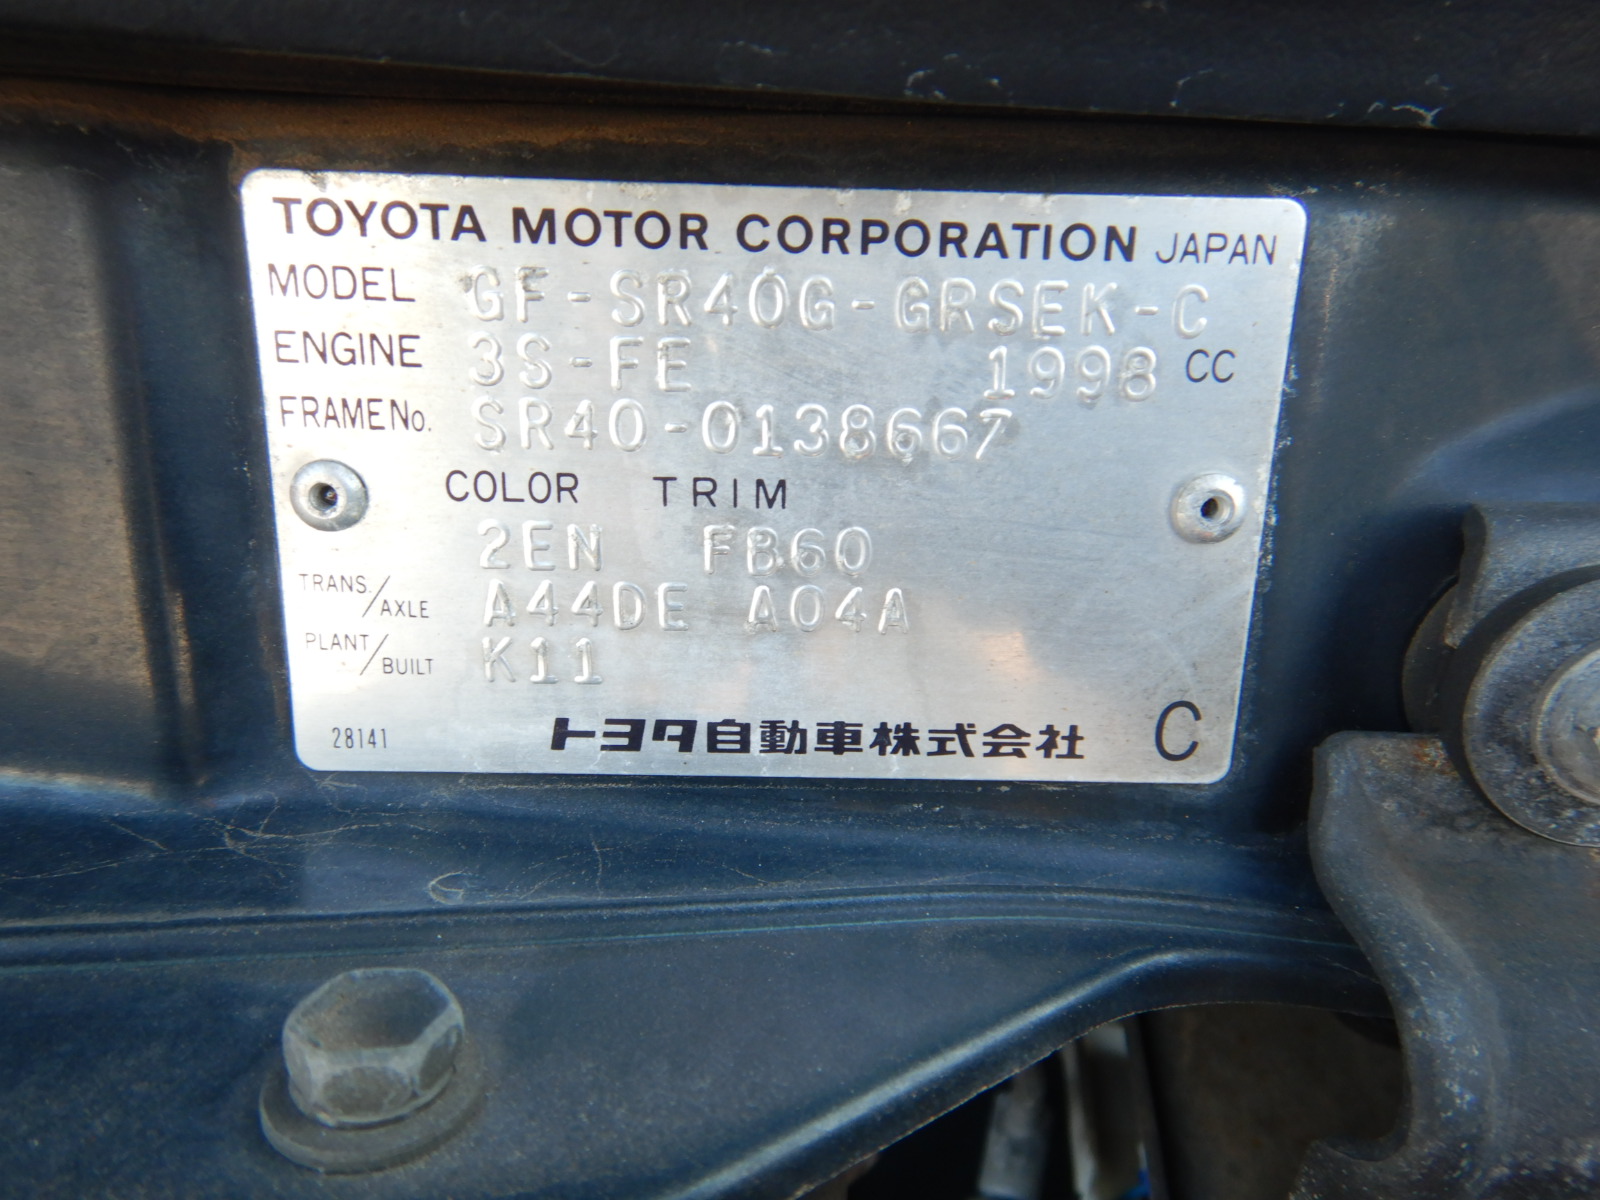 TOYOTA MOTOR CORPORATION JAPAN
MODEL GF-SR40G-GRSEK-C
ENGINE 3S-FE 1998 CC
FRAME No. SR40-0138667
COLOR TRIM
2EN FB60
TRANS./AXLE A44DE A04A
PLANT/BUILT K11
28141 トヨタ自動車株式会社 C